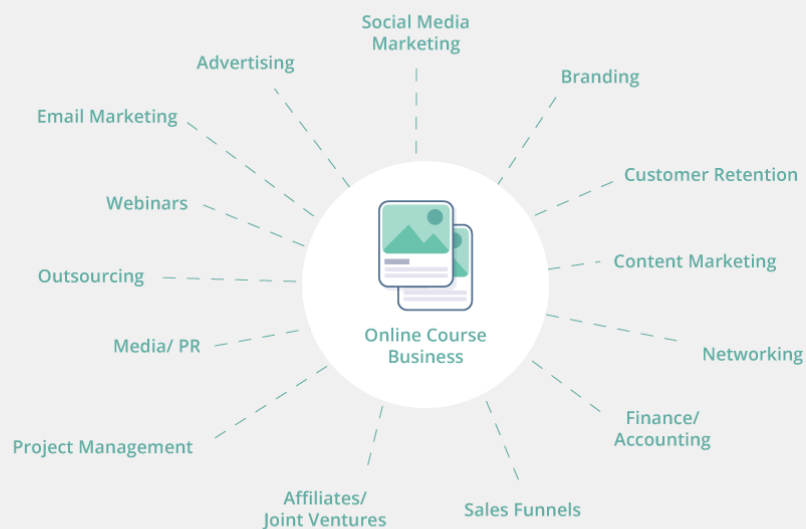 Social Media
Marketing
Advertising
Branding
Email Marketing
Customer Retention
Webinars
Content Marketing
Outsourcing
Online Course
Business
Media/ PR
Networking
Finance/
Accounting
Project Management
Affiliates/
Joint Ventures
Sales Funnels